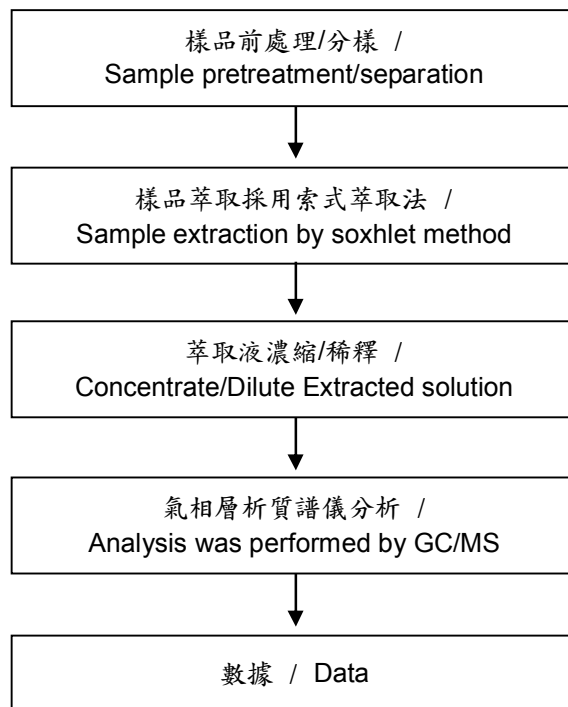 樣品前處理/分樣 /
Sample pretreatment/separation
樣品萃取採用索式萃取法 /
Sample extraction by soxhlet method
萃取液濃縮/稀釋 /
Concentrate/Dilute Extracted solution
氣相層析質譜儀分析 /
Analysis was performed by GC/MS
數據 / Data